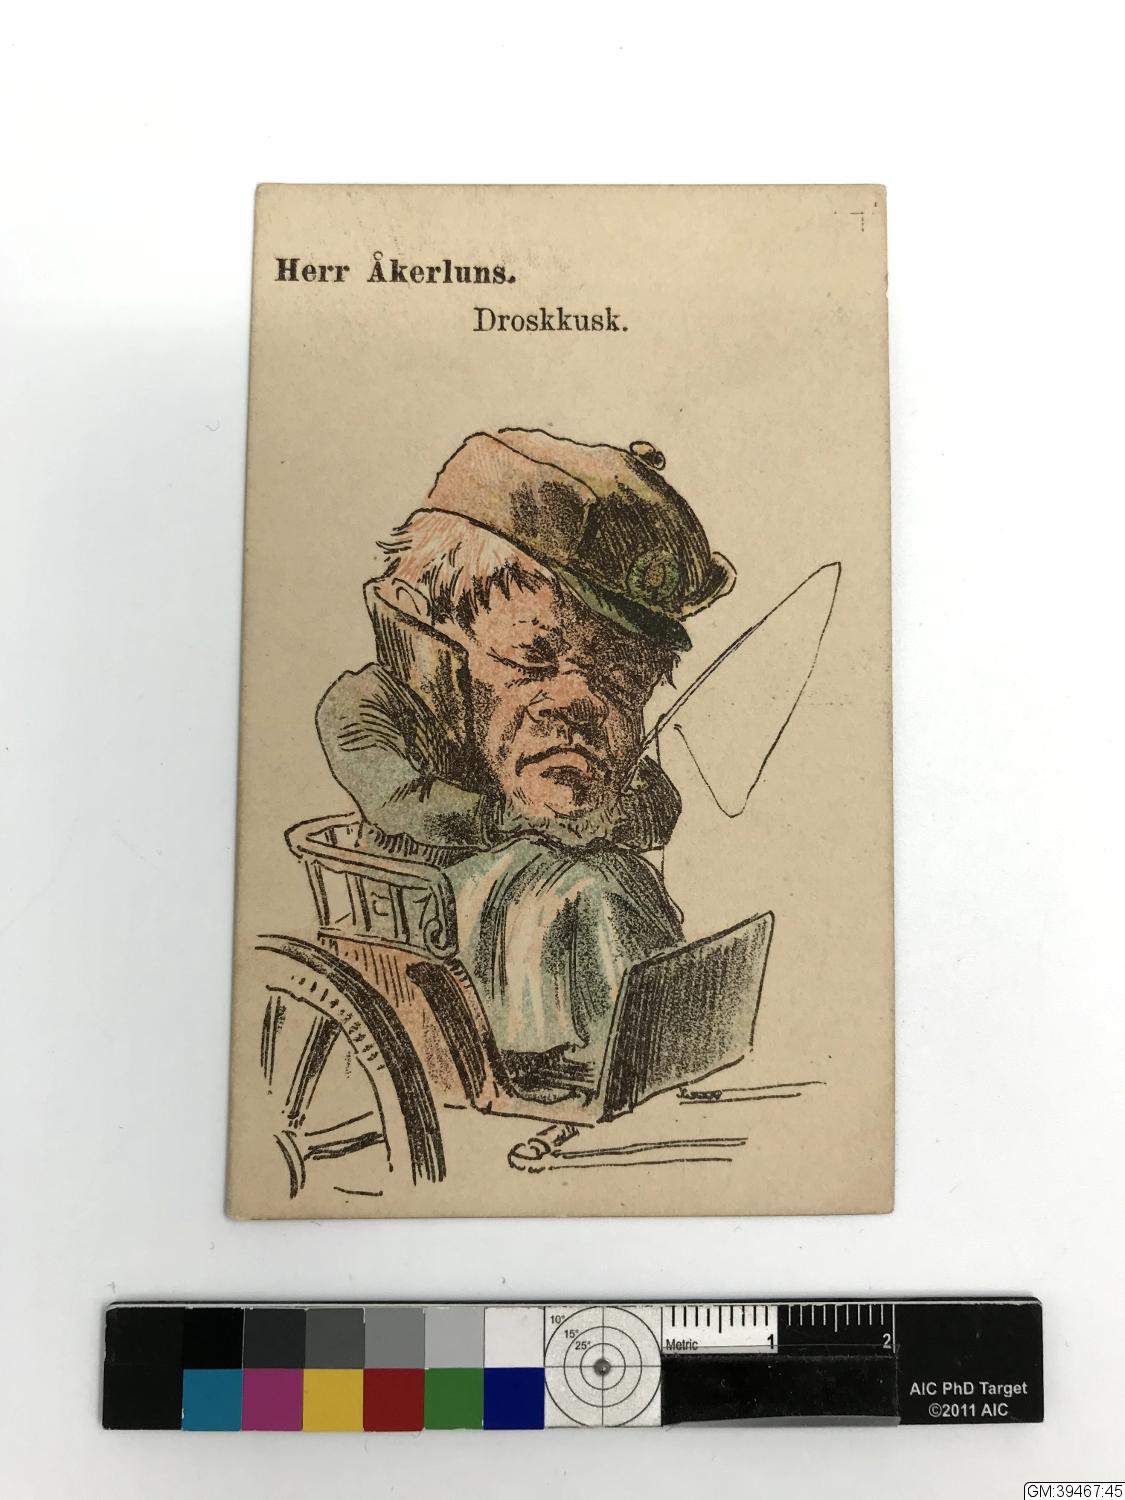 Herr Åkerluns.
Droskkusk.
10°
15°
25°
Metric
1
2
AIC PhD Target
©2011 AIC
GM:39467:45